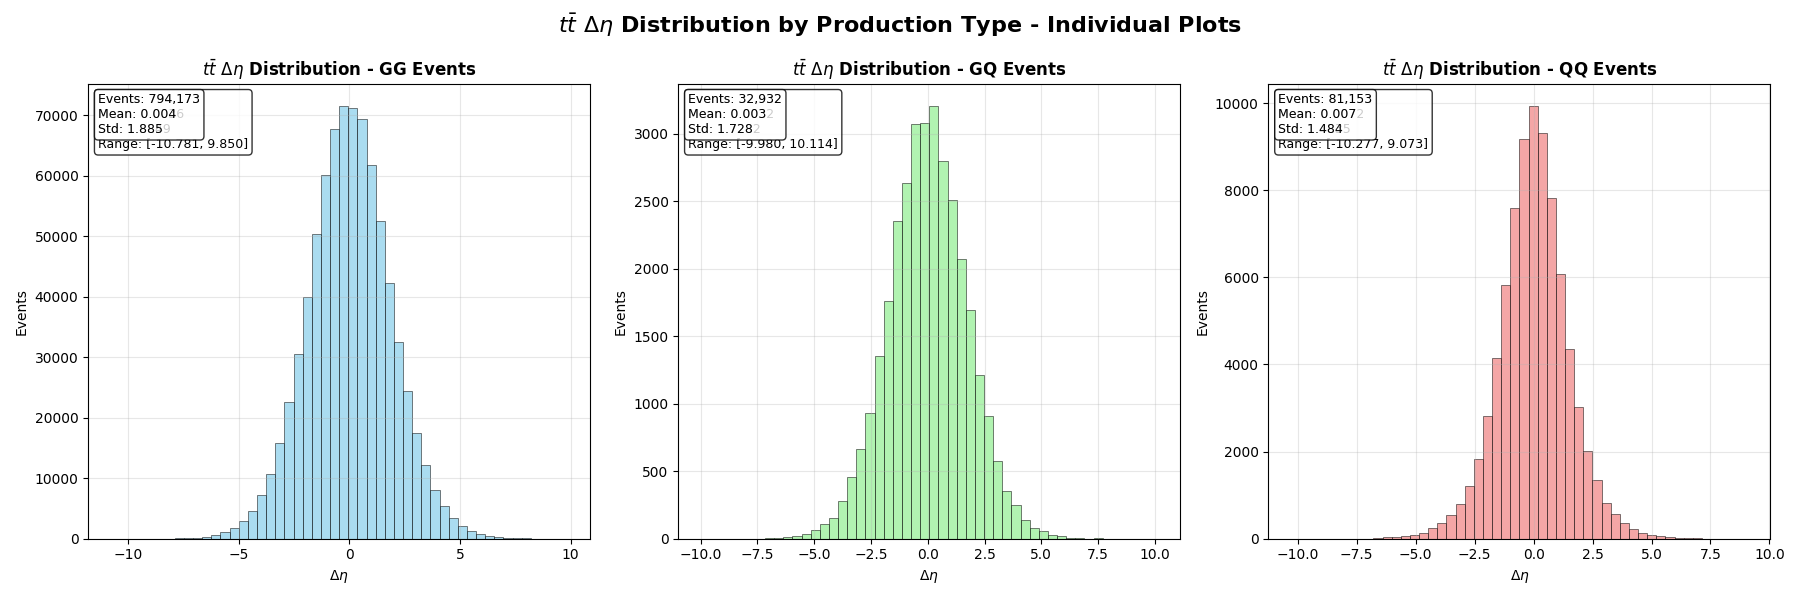 tt̄ Δη Distribution by Production Type - Individual Plots
tt̄ Δη Distribution - GG Events
Events: 794,173
Mean: 0.004
Std: 1.885
Range: [-10.781, 9.850]
70000
60000
50000
40000
30000
20000
10000
0
Events
−10
−5
0
5
10
Δη
tt̄ Δη Distribution - GQ Events
Events: 32,932
Mean: 0.003
Std: 1.728
Range: [-9.980, 10.114]
3000
2500
2000
1500
1000
500
0
Events
−10.0
−7.5
−5.0
−2.5
0.0
2.5
5.0
7.5
10.0
Δη
tt̄ Δη Distribution - QQ Events
Events: 81,153
Mean: 0.007
Std: 1.484
Range: [-10.277, 9.073]
10000
8000
6000
4000
2000
0
Events
−10.0
−7.5
−5.0
−2.5
0.0
2.5
5.0
7.5
10.0
Δη